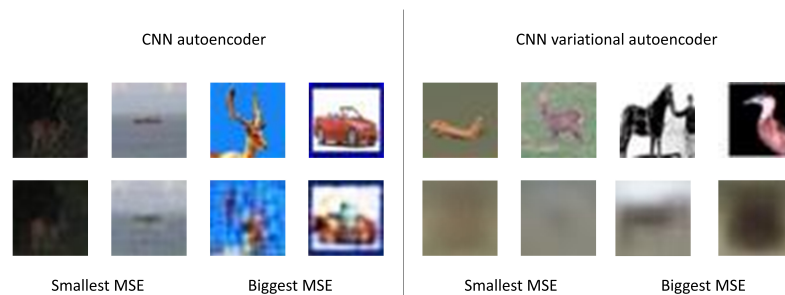 CNN autoencoder
CNN variational autoencoder
Smallest MSE
Biggest MSE
Smallest MSE
Biggest MSE